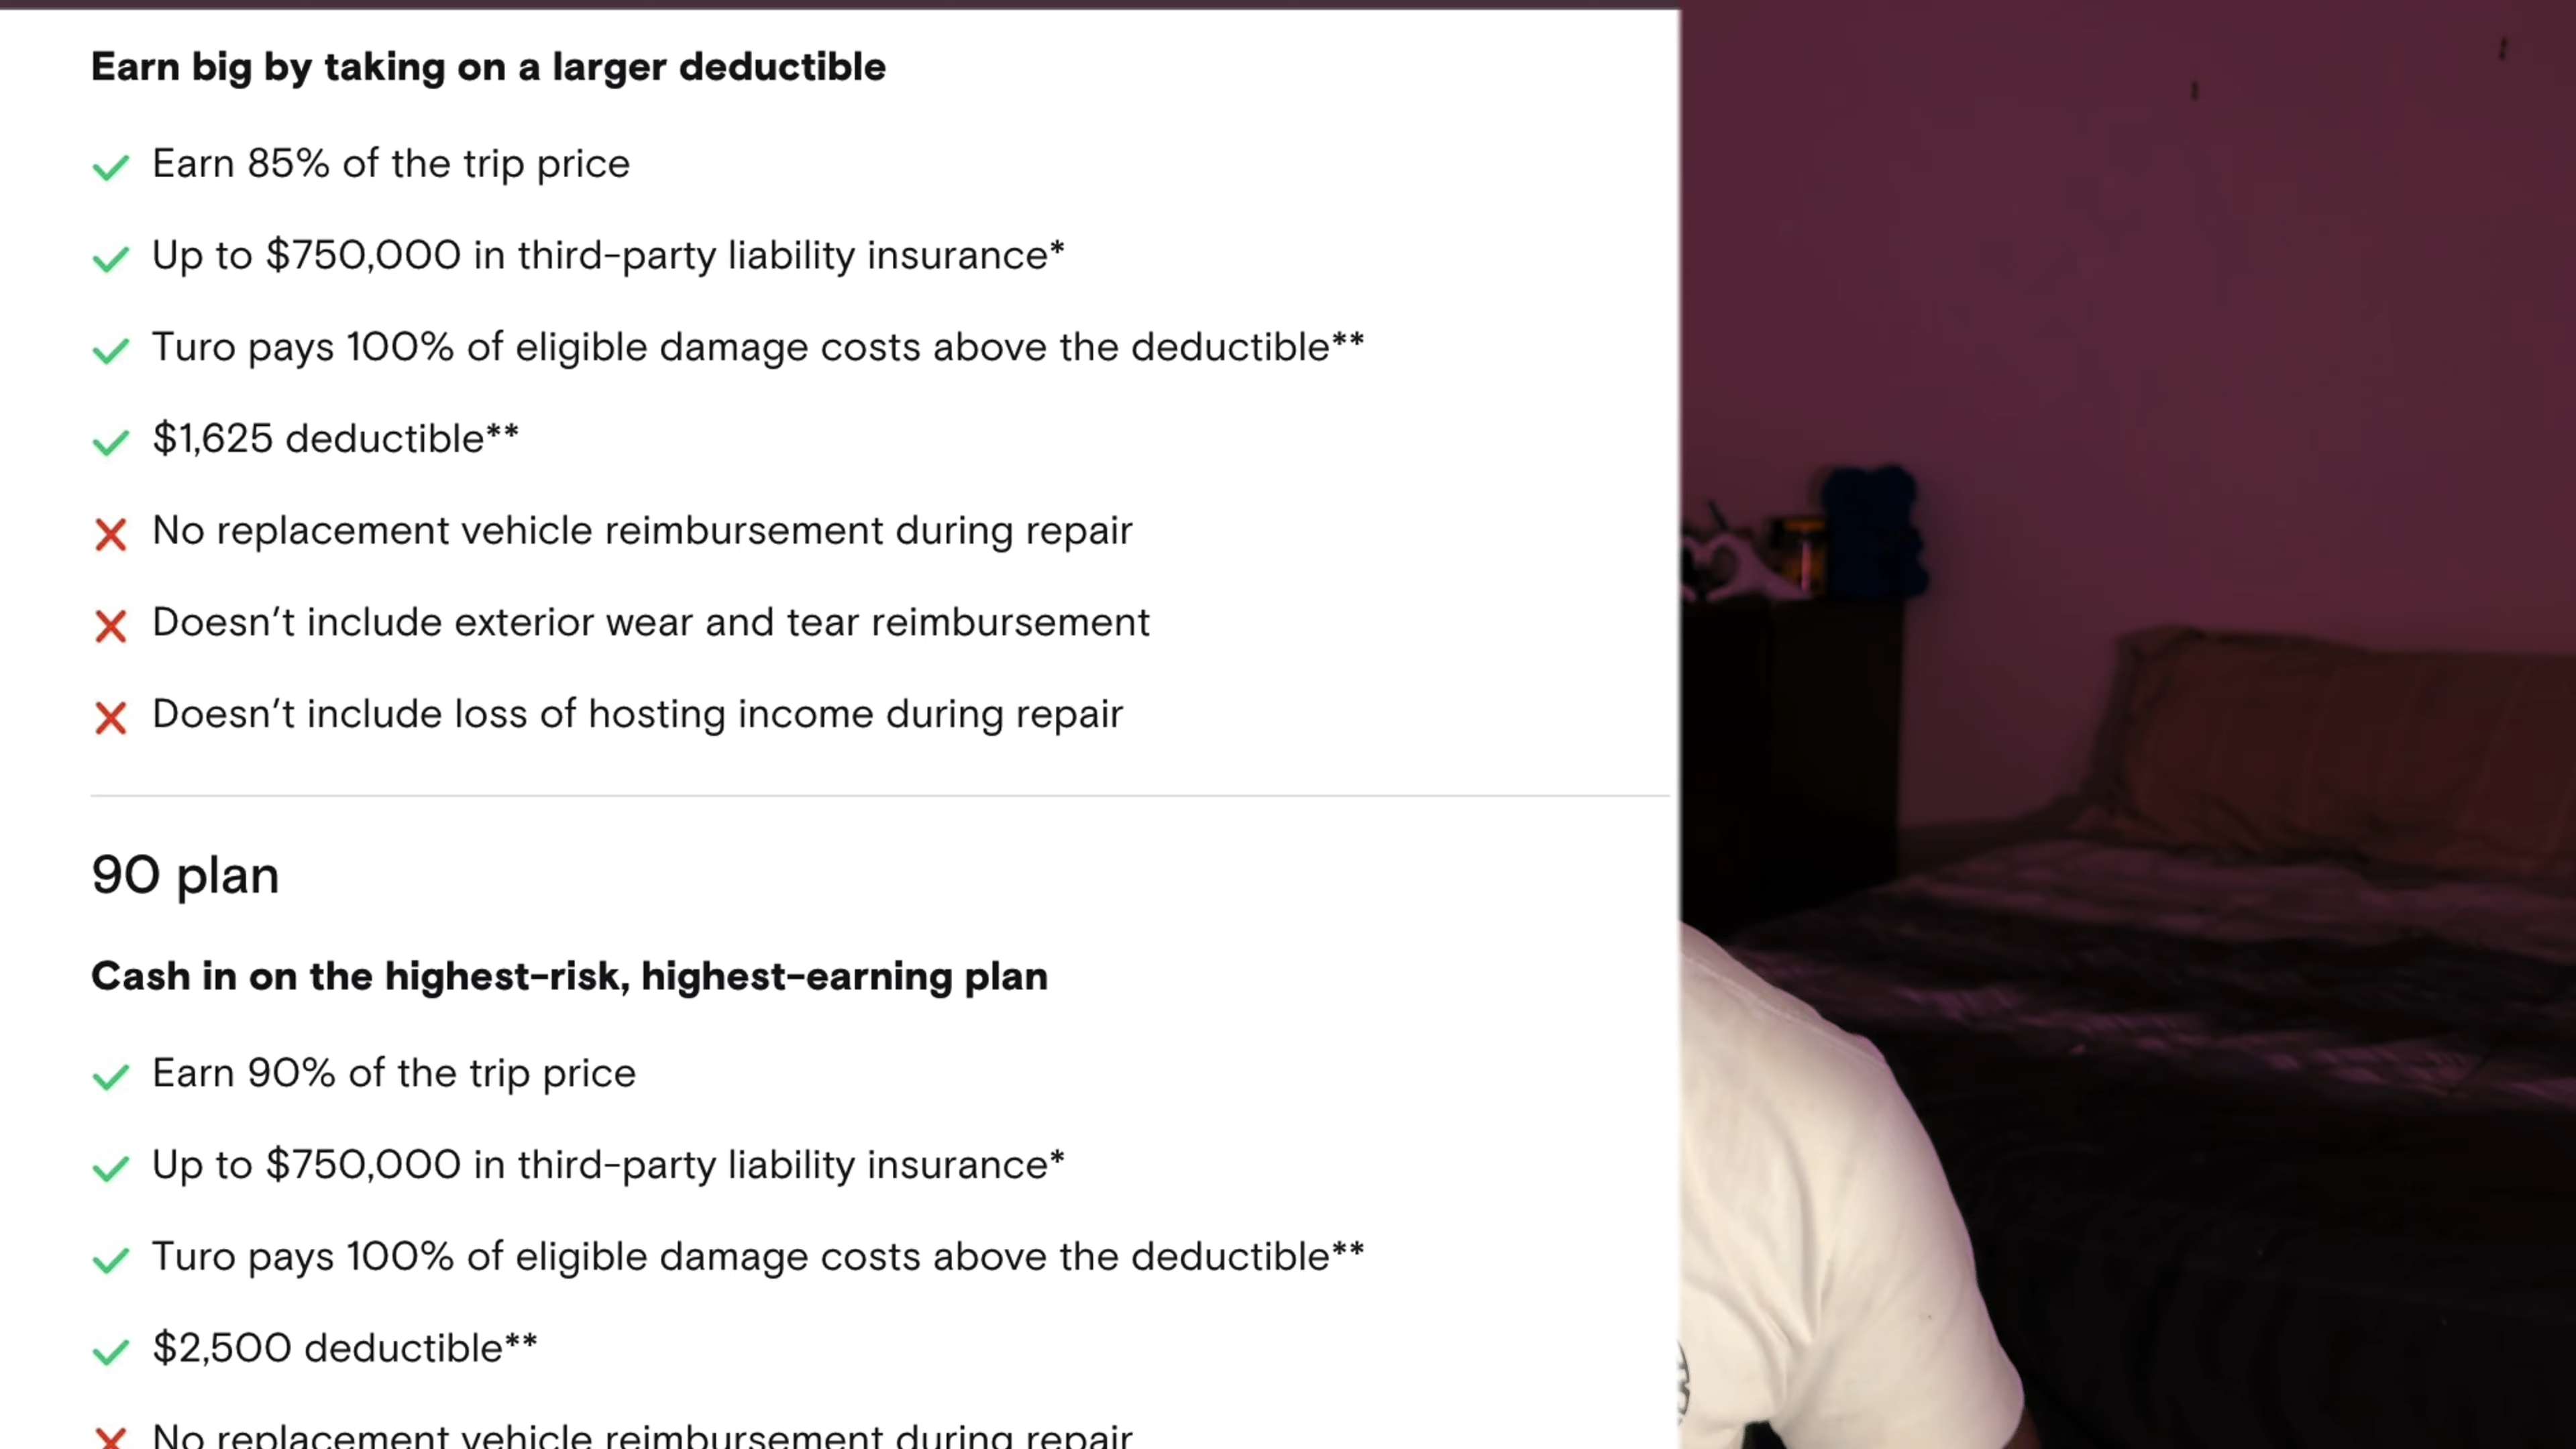 Earn big by taking on a larger deductible
Earn 85% of the trip price
Up to $750,000 in third-party liability insurance*
Turo pays 100% of eligible damage costs above the deductible**
$1,625 deductible**
No replacement vehicle reimbursement during repair
Doesn't include exterior wear and tear reimbursement
Doesn't include loss of hosting income during repair
90 plan
Cash in on the highest-risk, highest-earning plan
Earn 90% of the trip price
Up to $750,000 in third-party liability insurance*
Turo pays 100% of eligible damage costs above the deductible**
$2,500 deductible**
No replacement vehicle reimbursement during repair